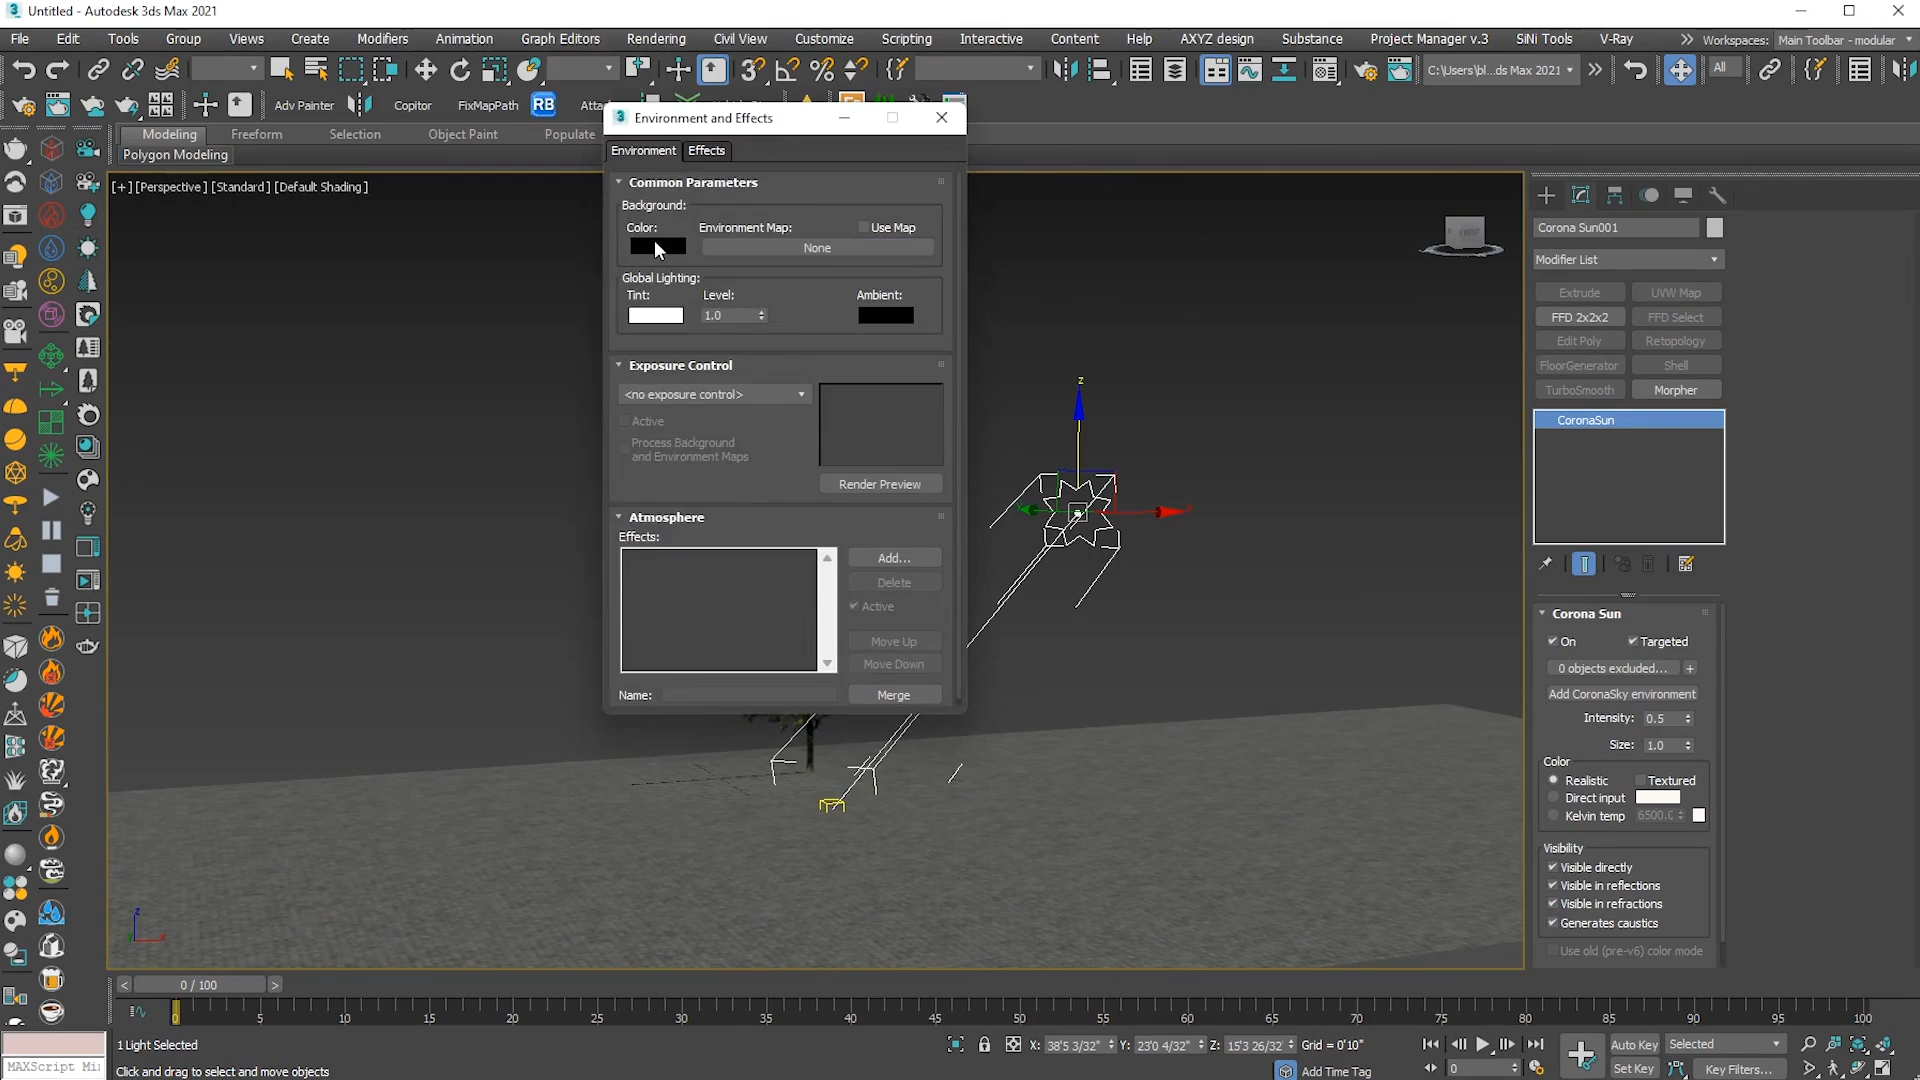 Untitled - Autodesk 3ds Max 2021
File Edit Tools Group Views Create Modifiers Animation Graph Editors Rendering Civil View Customize Scripting Interactive Content Help AXYZ design Substance Project Manager v.3 SiNi Tools V-Ray Workspaces: Main Toolbar - modular
C:\Users\bl...ds Max 2021 All
Adv Painter Copitor FixMapPath RB
Modeling Freeform Selection Object Paint Populate
Polygon Modeling
[+] [Perspective] [Standard] [Default Shading]
Environment and Effects
Environment Effects
Common Parameters
Background:
Color: Environment Map: Use Map
None
Global Lighting:
Tint: Level: Ambient:
1.0
Exposure Control
<no exposure control>
Active
Process Background
and Environment Maps
Render Preview
Atmosphere
Effects:
Add...
Delete
Active
Move Up
Move Down
Name: Merge
z
Corona Sun001
Modifier List
Extrude UVW Map
FFD 2x2x2 FFD Select
Edit Poly Retopology
FloorGenerator Shell
TurboSmooth Morpher
CoronaSun
Corona Sun
On Targeted
0 objects excluded... +
Add CoronaSky environment
Intensity: 0.5
Size: 1.0
Color
Realistic Textured
Direct input
Kelvin temp 6500.0
Visibility
Visible directly
Visible in reflections
Visible in refractions
Generates caustics
Use old (pre-v6) color mode
< 0 / 100 >
0 5 10 15 20 25 30 35 40 45 50 55 60 65 70 75 80 85 90 95 100
1 Light Selected X: 38'5 3/32" Y: 23'0 4/32" Z: 15'3 26/32' Grid = 0'10" Auto Key Selected
MAXScript Mi Click and drag to select and move objects Add Time Tag 0 Set Key Key Filters...